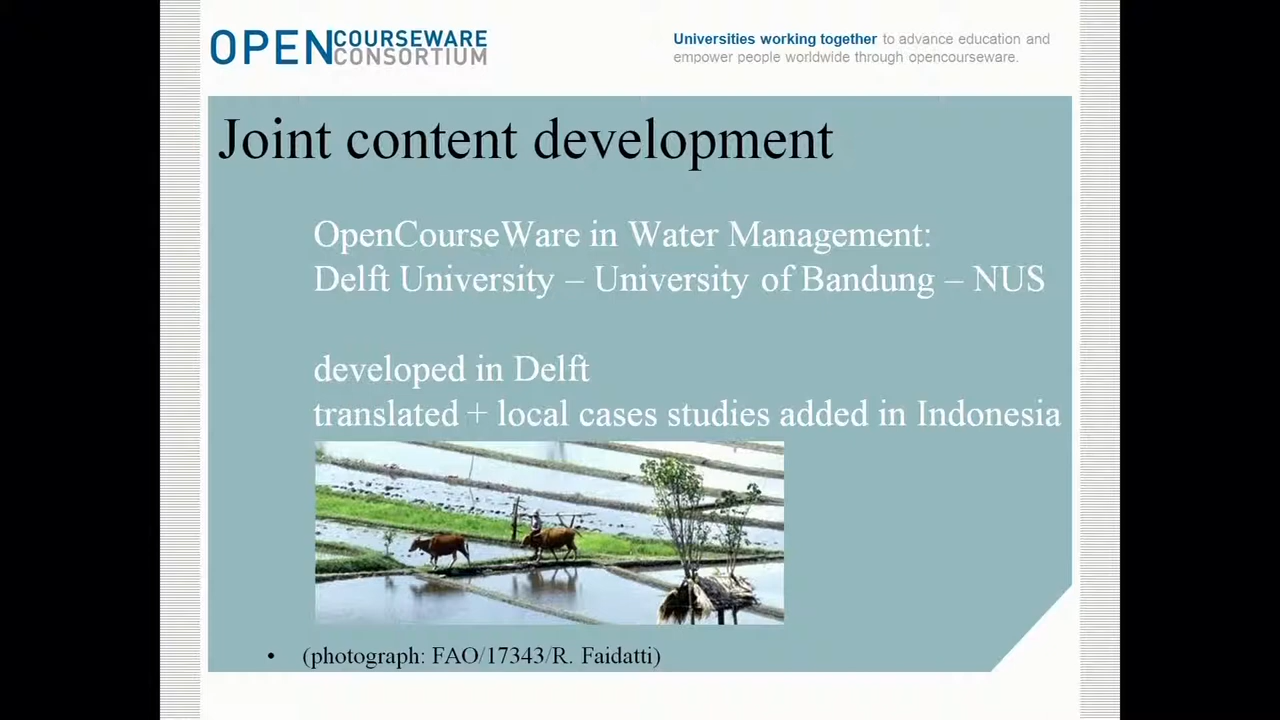 OPENCOURSEWARE
CONSORTIUM
Universities working together to advance education and
empower people worldwide through opencourseware.
Joint content development
OpenCourseWare in Water Management:
Delft University – University of Bandung – NUS
developed in Delft
translated + local cases studies added in Indonesia
• (photograph: FAO/17343/R. Faidatti)